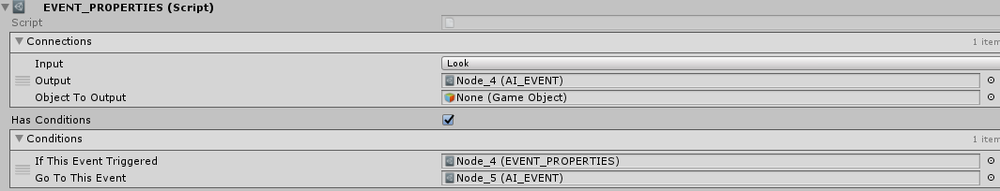 EVENT_PROPERTIES (Script)
Script
Connections 1 item
Input Look
Output Node_4 (AI_EVENT)
Object To Output None (Game Object)
Has Conditions
Conditions 1 item
If This Event Triggered Node_4 (EVENT_PROPERTIES)
Go To This Event Node_5 (AI_EVENT)